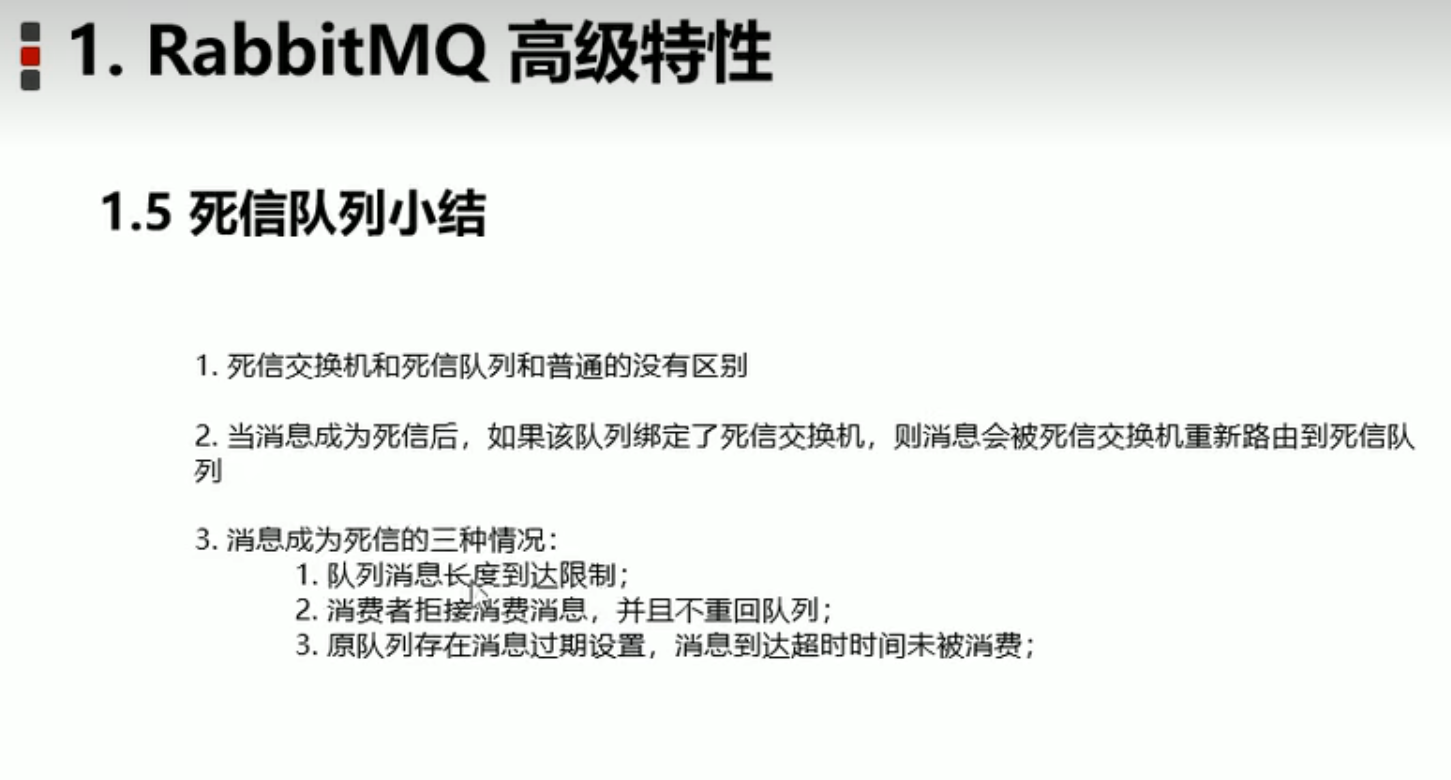 1. RabbitMQ 高级特性
1.5 死信队列小结
1. 死信交换机和死信队列和普通的没有区别
2. 当消息成为死信后，如果该队列绑定了死信交换机，则消息会被死信交换机重新路由到死信队
列
3. 消息成为死信的三种情况：
1. 队列消息长度到达限制；
2. 消费者拒接消费消息，并且不重回队列；
3. 原队列存在消息过期设置，消息到达超时时间未被消费；